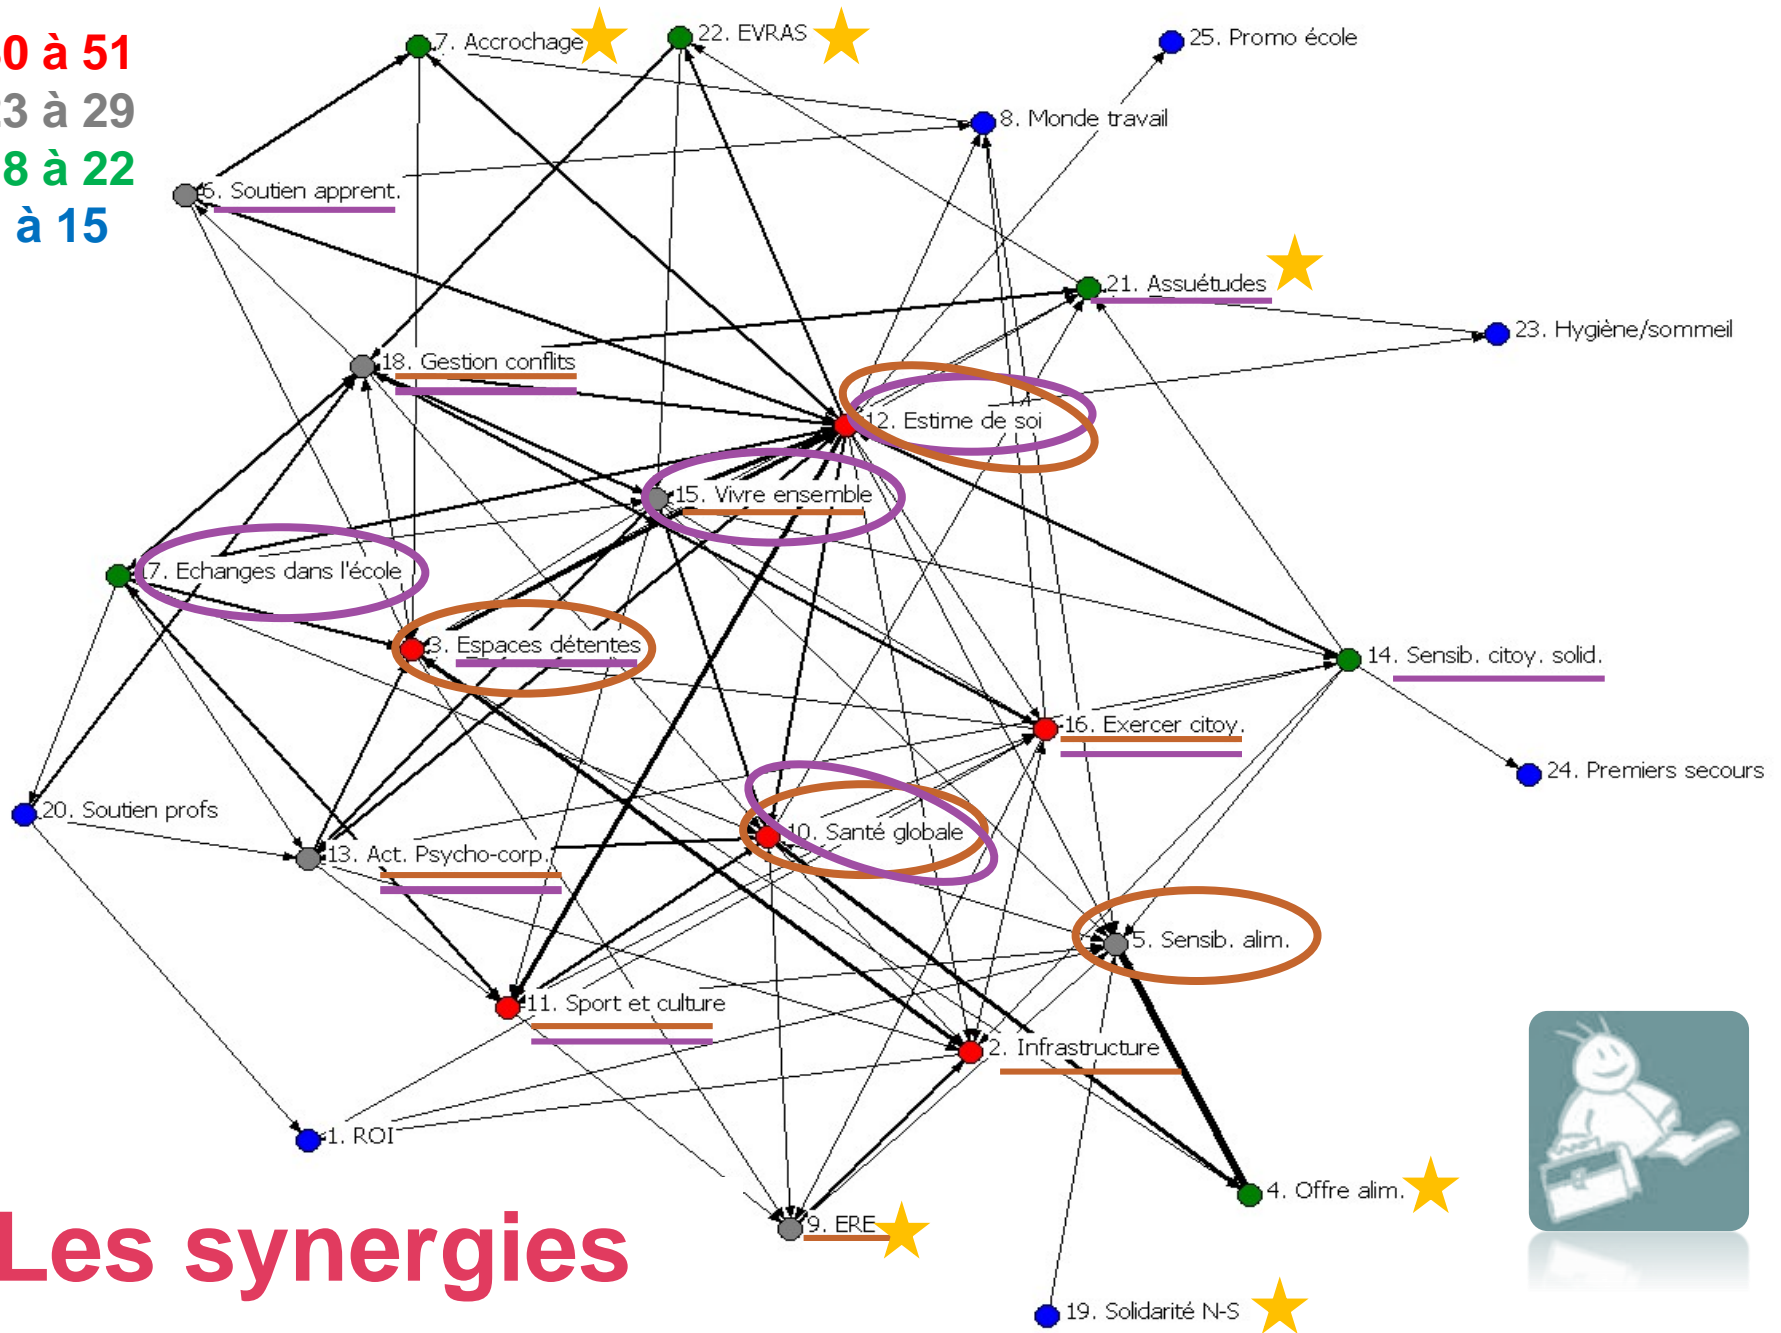 0 à 51
3 à 29
8 à 22
à 15
7. Accrochage
22. EVRAS
25. Promo école
8. Monde travail
6. Soutien apprent.
21. Assuétudes
23. Hygiène/sommeil
18. Gestion conflits
12. Estime de soi
15. Vivre ensemble
17. Echanges dans l'école
3. Espaces détentes
14. Sensib. citoy. solid.
16. Exercer citoy.
24. Premiers secours
20. Soutien profs
10. Santé globale
13. Act. Psycho-corp.
5. Sensib. alim.
11. Sport et culture
2. Infrastructure
1. ROI
4. Offre alim.
9. ERE
Les synergies
19. Solidarité N-S